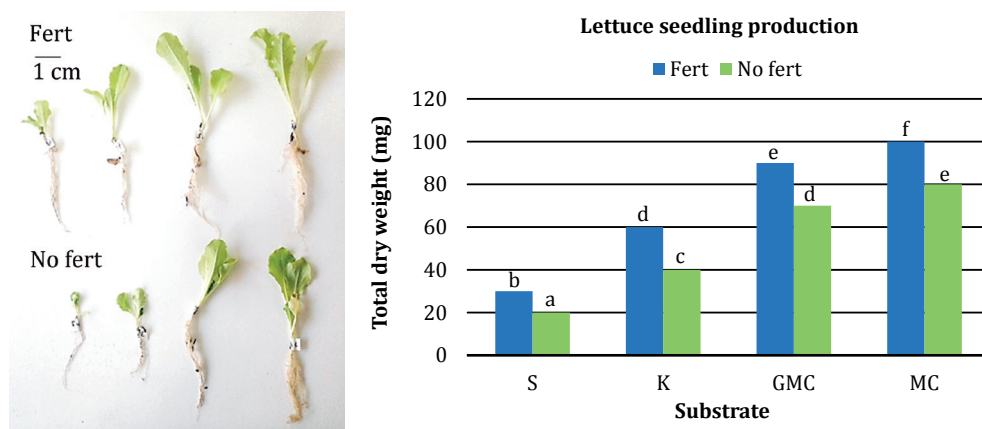 Fert
1 cm
No fert
Lettuce seedling production
Fert No fert
Total dry weight (mg)
120
100
80
60
40
20
0
b
a
d
c
e
d
f
e
S K GMC MC
Substrate